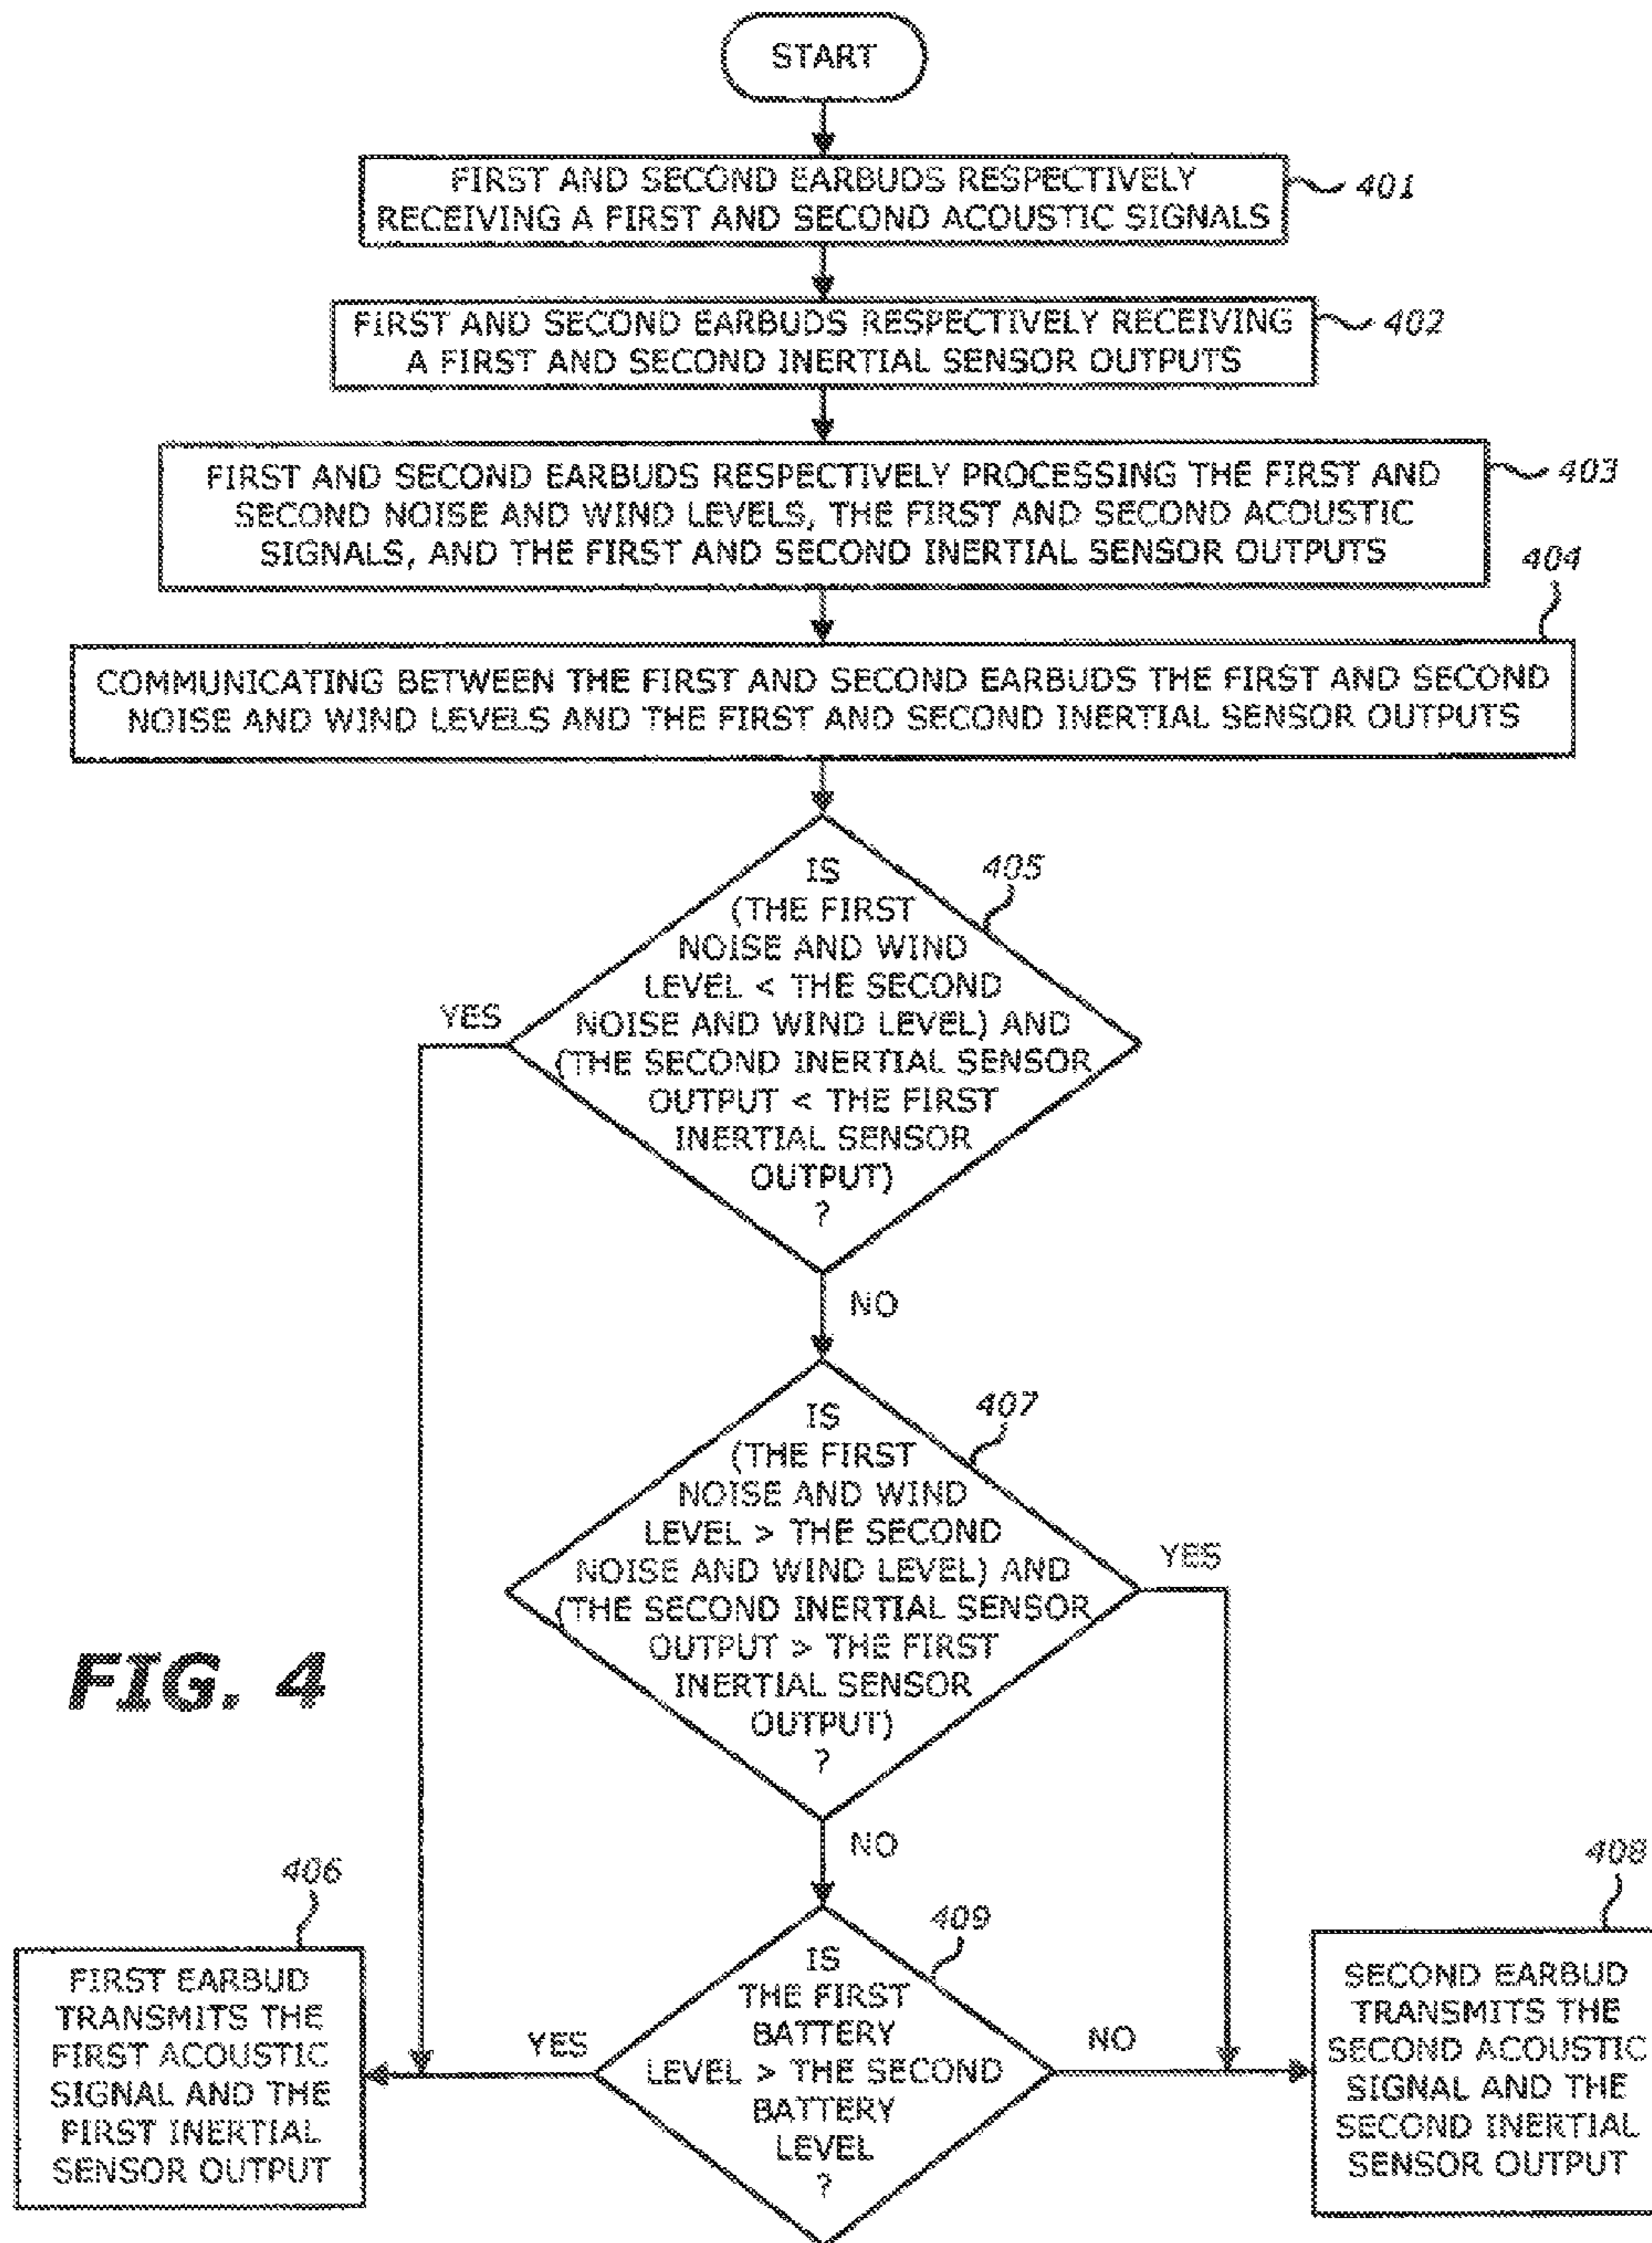 START
FIRST AND SECOND EARBUDS RESPECTIVELY
RECEIVING A FIRST AND SECOND ACOUSTIC SIGNALS
401
FIRST AND SECOND EARBUDS RESPECTIVELY RECEIVING
A FIRST AND SECOND INERTIAL SENSOR OUTPUTS
402
FIRST AND SECOND EARBUDS RESPECTIVELY PROCESSING THE FIRST AND
SECOND NOISE AND WIND LEVELS, THE FIRST AND SECOND ACOUSTIC
SIGNALS, AND THE FIRST AND SECOND INERTIAL SENSOR OUTPUTS
403
404
COMMUNICATING BETWEEN THE FIRST AND SECOND EARBUDS THE FIRST AND SECOND
NOISE AND WIND LEVELS AND THE FIRST AND SECOND INERTIAL SENSOR OUTPUTS
405
IS
(THE FIRST
NOISE AND WIND
LEVEL < THE SECOND
NOISE AND WIND LEVEL) AND
(THE SECOND INERTIAL SENSOR
OUTPUT < THE FIRST
INERTIAL SENSOR
OUTPUT)
?
YES
NO
407
IS
(THE FIRST
NOISE AND WIND
LEVEL > THE SECOND
NOISE AND WIND LEVEL) AND
(THE SECOND INERTIAL SENSOR
OUTPUT > THE FIRST
INERTIAL SENSOR
OUTPUT)
?
YES
NO
FIG. 4
406
FIRST EARBUD
TRANSMITS THE
FIRST ACOUSTIC
SIGNAL AND THE
FIRST INERTIAL
SENSOR OUTPUT
409
IS
THE FIRST
BATTERY
LEVEL > THE SECOND
BATTERY
LEVEL
?
YES
NO
408
SECOND EARBUD
TRANSMITS THE
SECOND ACOUSTIC
SIGNAL AND THE
SECOND INERTIAL
SENSOR OUTPUT